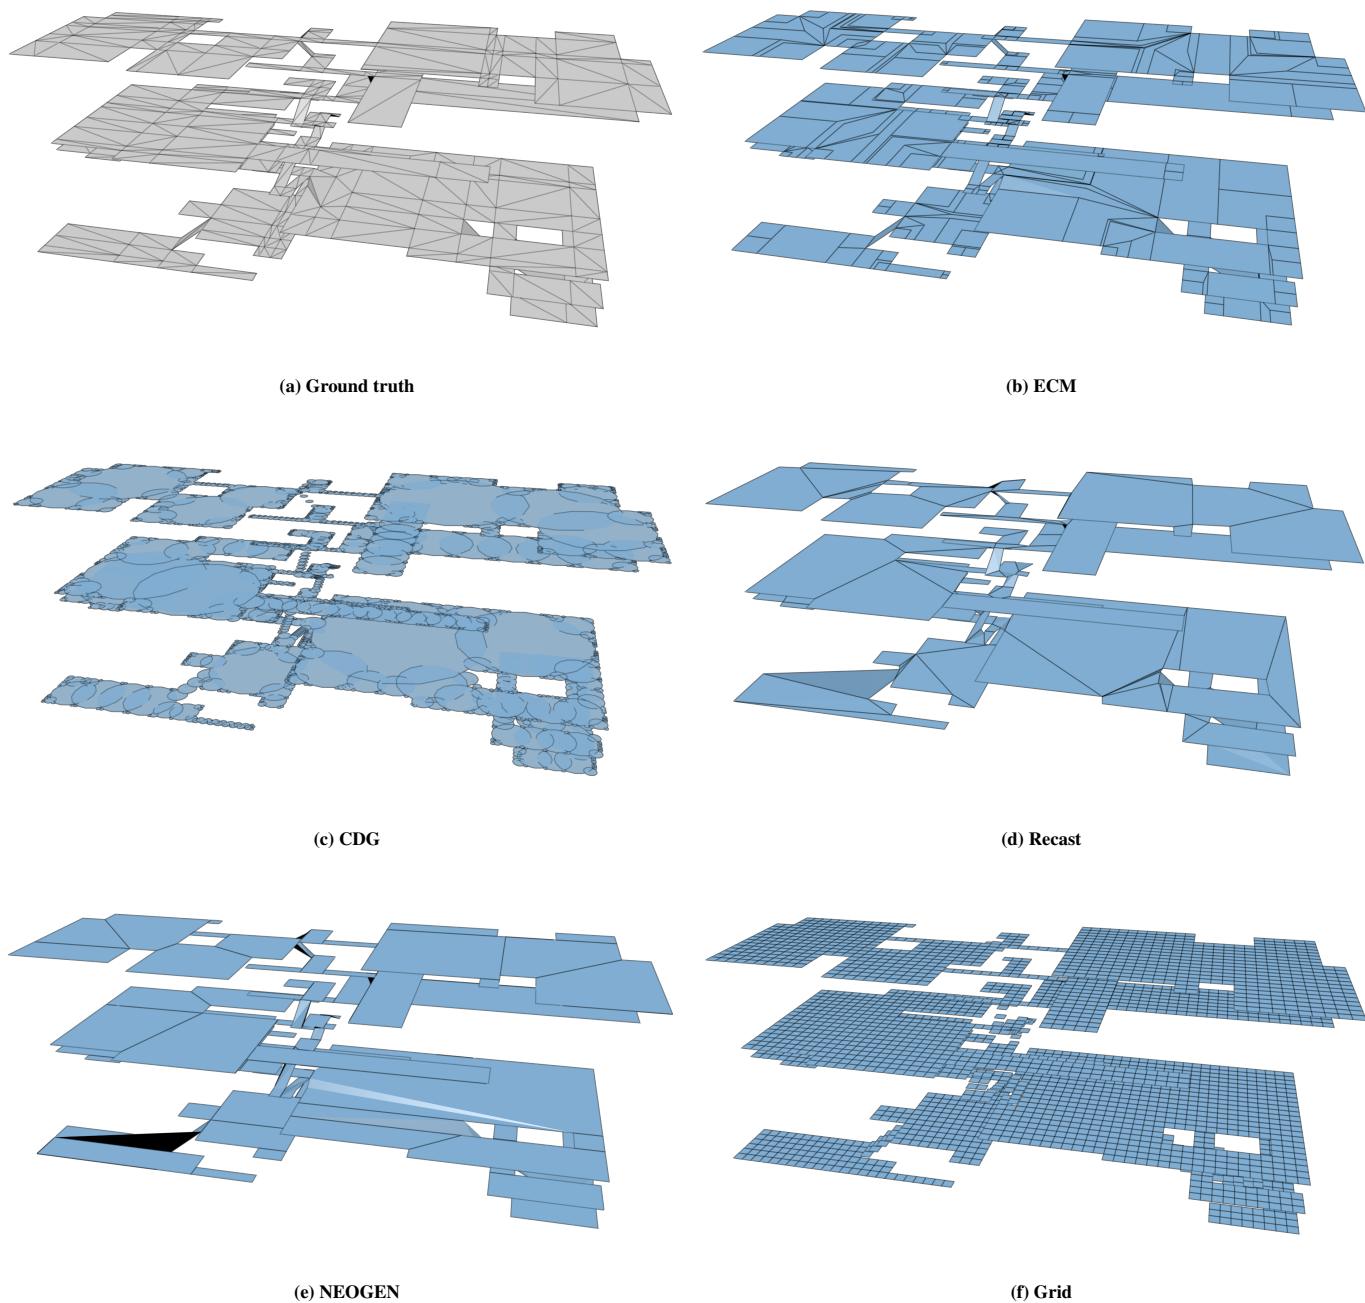 (a) Ground truth
(b) ECM
(c) CDG
(d) Recast
(e) NEOGEN
(f) Grid